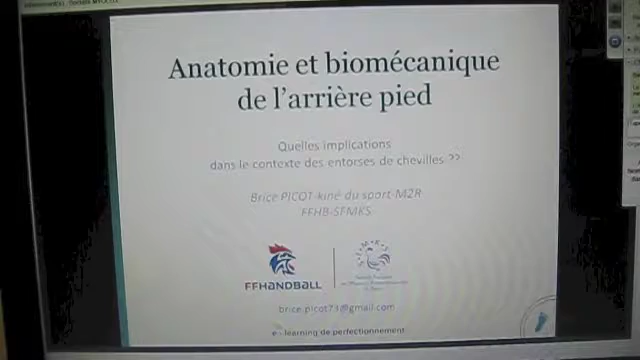 Anatomie et biomécanique
de l'arrière pied
Quelles implications
dans le contexte des entorses de chevilles ??
Brice PICOT-kiné du sport-M2R
FFHB-SFMKS
FFHANDBALL
S.F.M.K.S
brice.picot73@gmail.com
e-learning de perfectionnement